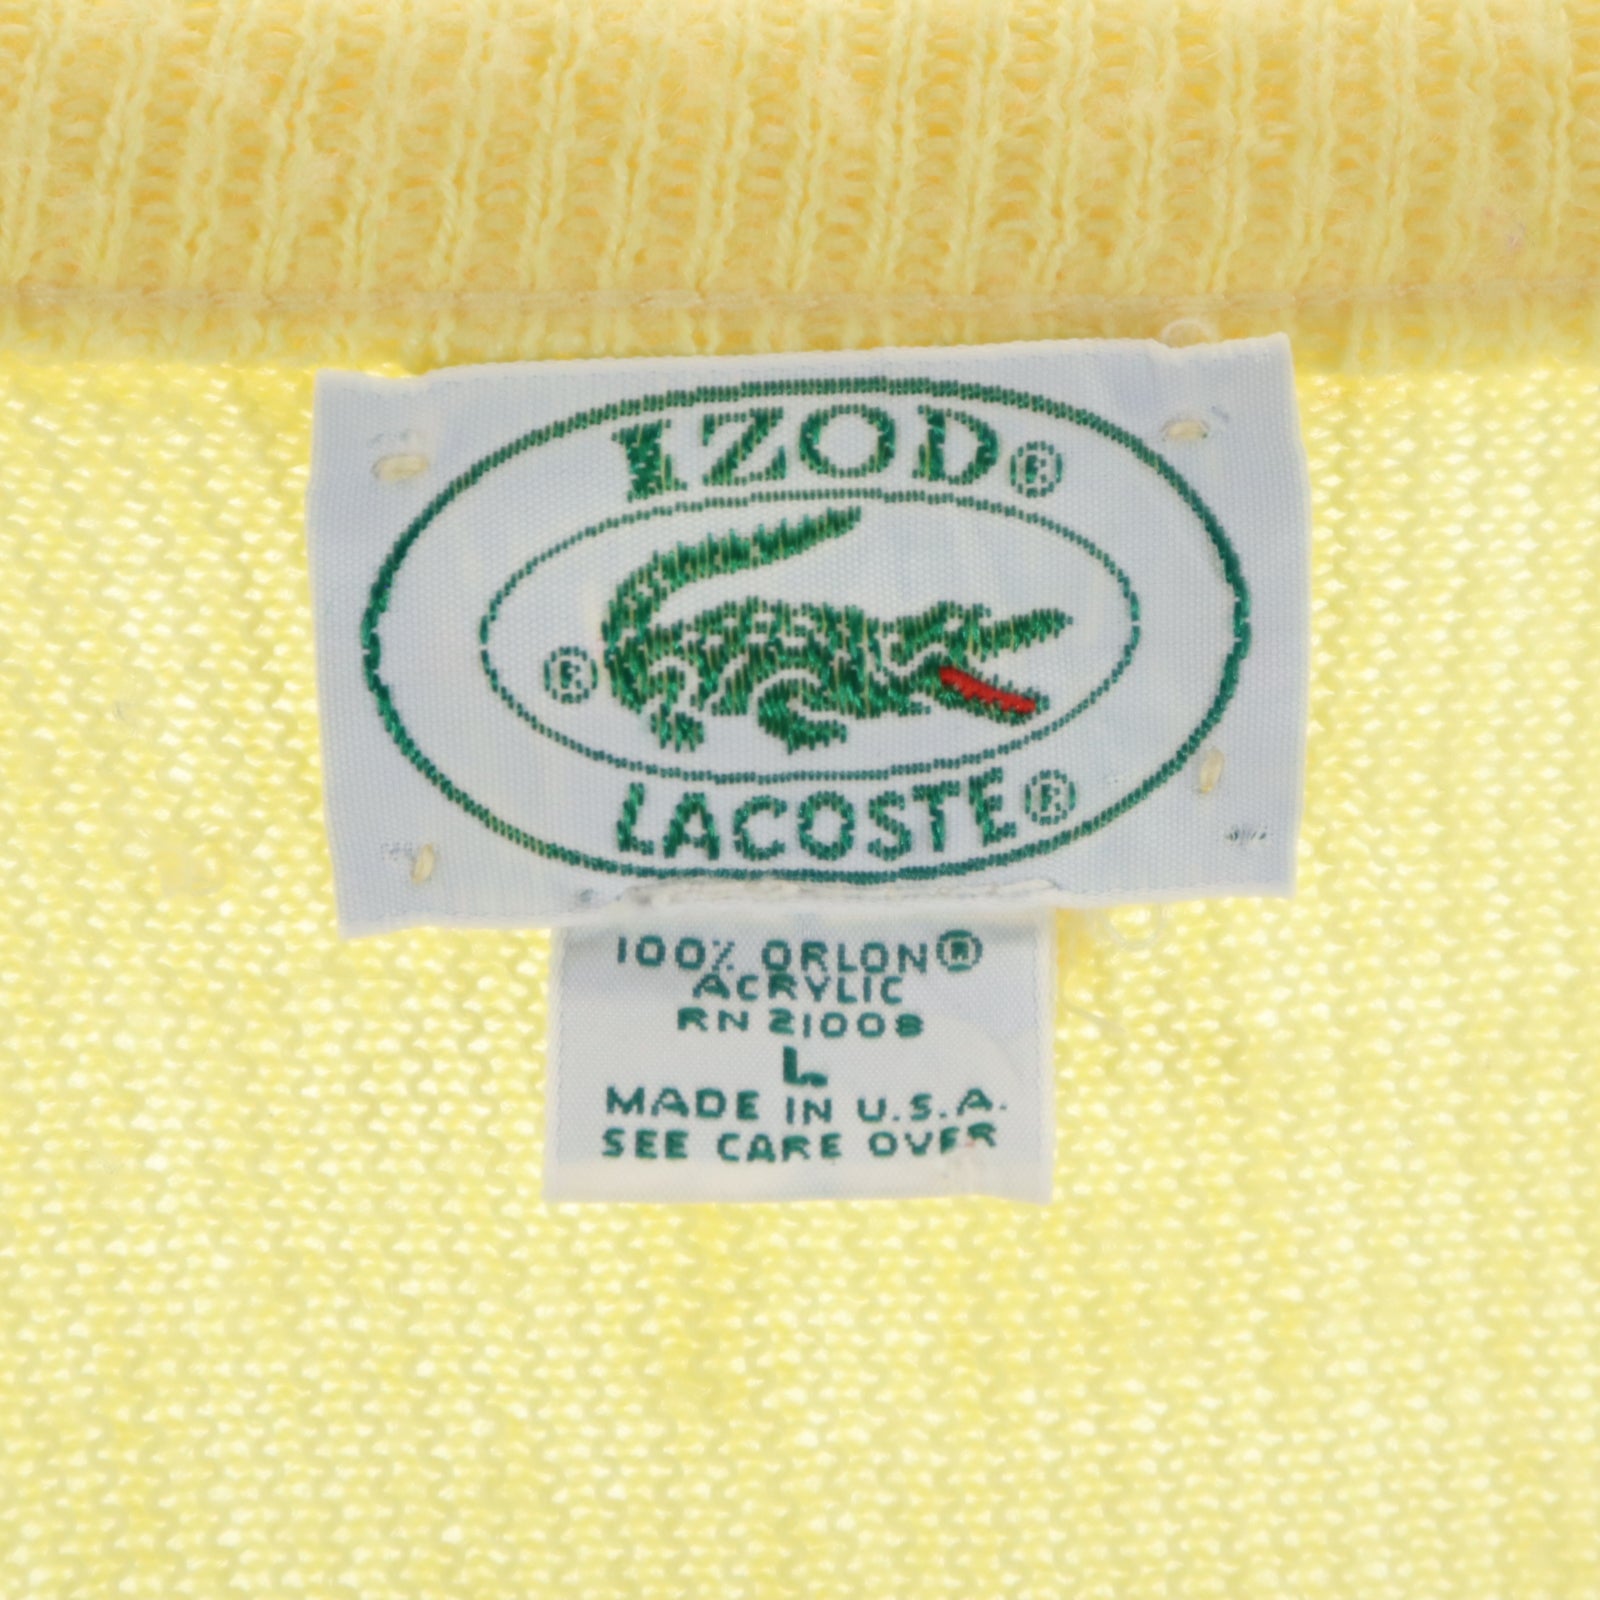 IZOD®
®
LACOSTE®
100% ORLON®
ACRYLIC
RN 21008
L
MADE IN U.S.A.
SEE CARE OVER